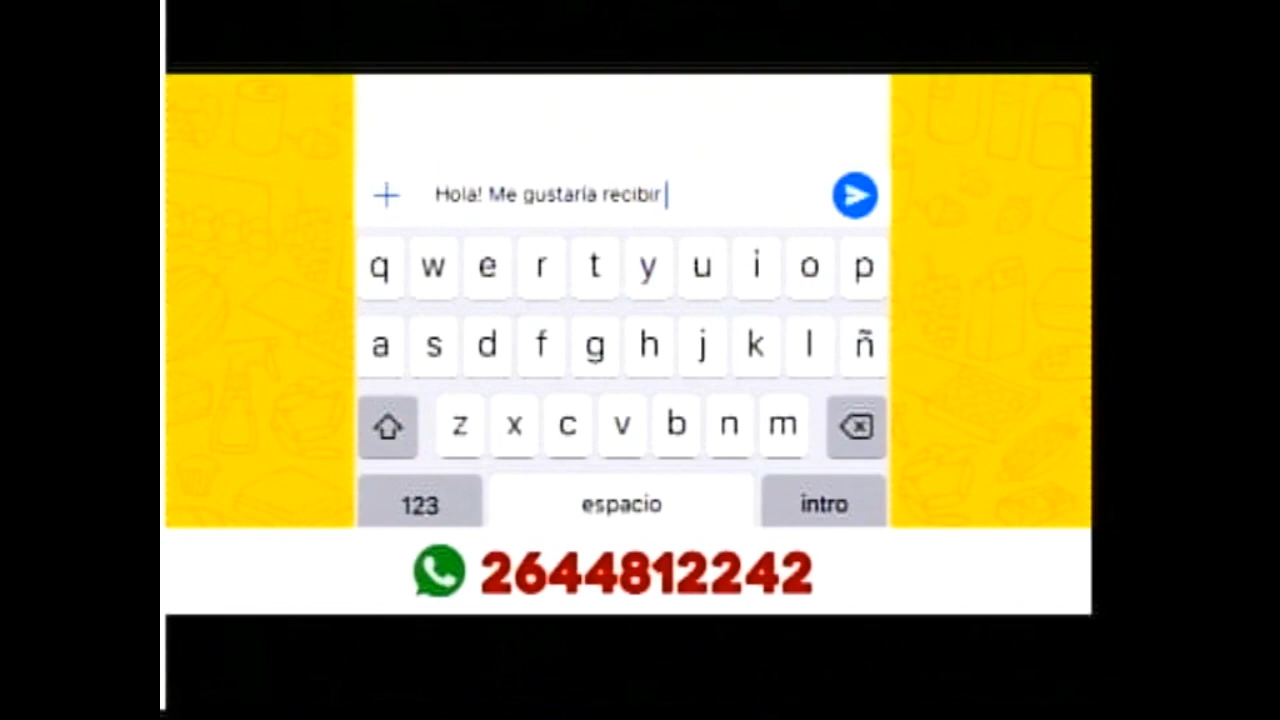 Hola! Me gustaría recibir
q w e r t y u i o p
a s d f g h j k l ñ
z x c v b n m
123 espacio intro
2644812242